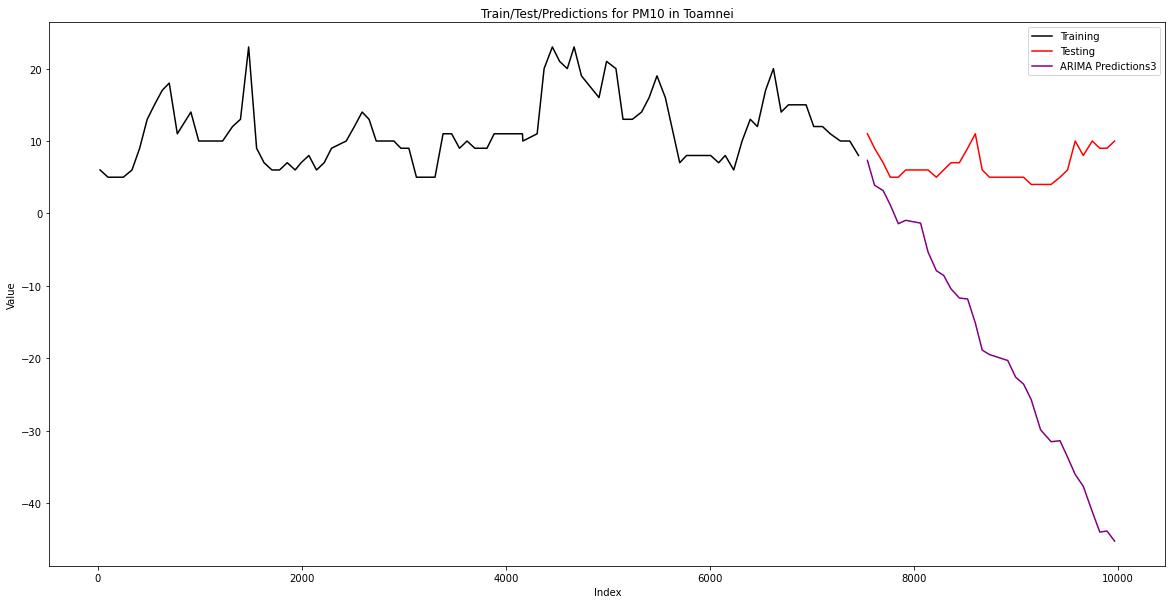 Train/Test/Predictions for PM10 in Toamnei
Training
Testing
ARIMA Predictions3
Value
20
10
0
−10
−20
−30
−40
0
2000
4000
6000
8000
10000
Index